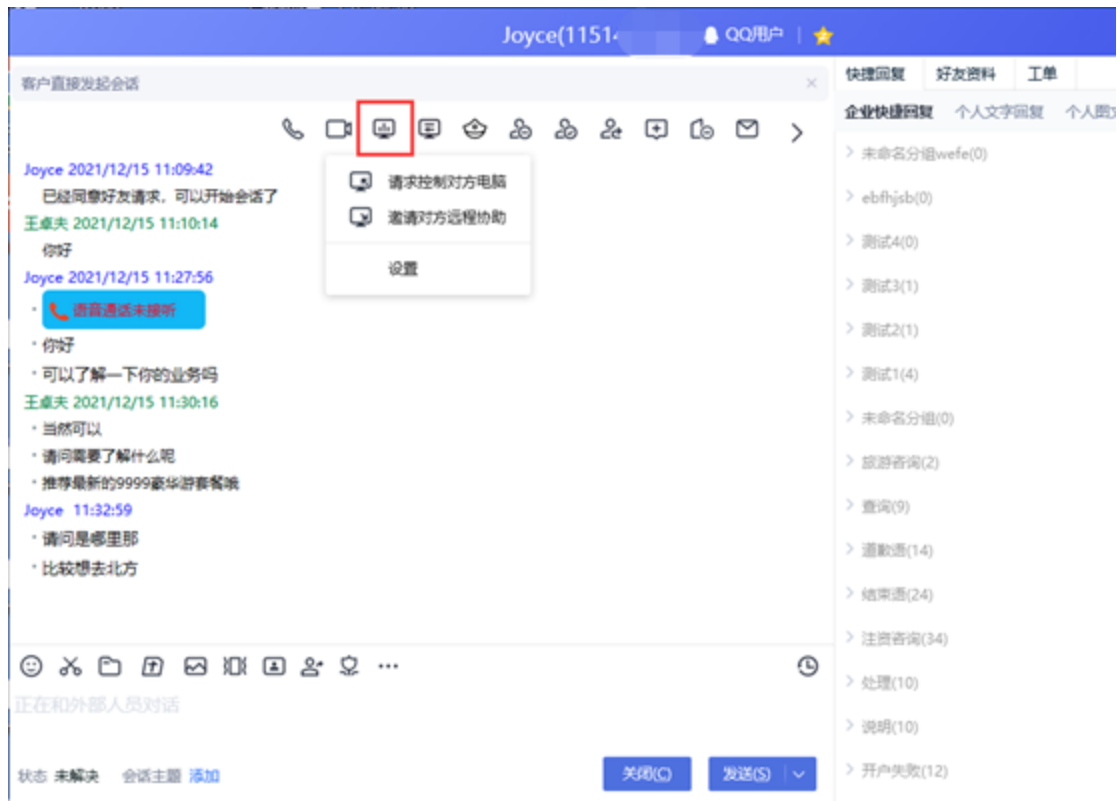 Joyce(11514 QQ用户
客户直接发起会话
快捷回复 好友资料 工单
企业快捷回复 个人文字回复 个人图文
Joyce 2021/12/15 11:09:42
已经同意好友请求，可以开始会话了
王卓夫 2021/12/15 11:10:14
你好
Joyce 2021/12/15 11:27:56
语音通话未接听
你好
可以了解一下你的业务吗
王卓夫 2021/12/15 11:30:16
当然可以
请问需要了解什么呢
推荐最新的9999豪华游套餐哦
Joyce 11:32:59
请问是哪里那
比较想去北方
请求控制对方电脑
邀请对方远程协助
设置
未命名分组wefe(0)
ebfhjsb(0)
测试4(0)
测试3(1)
测试2(1)
测试1(4)
未命名分组(0)
旅游咨询(2)
查询(9)
道歉语(14)
结束语(24)
注资咨询(34)
处理(10)
说明(10)
开户失败(12)
正在和外部人员对话
状态 未解决 会话主题 添加
关闭(C) 发送(S)